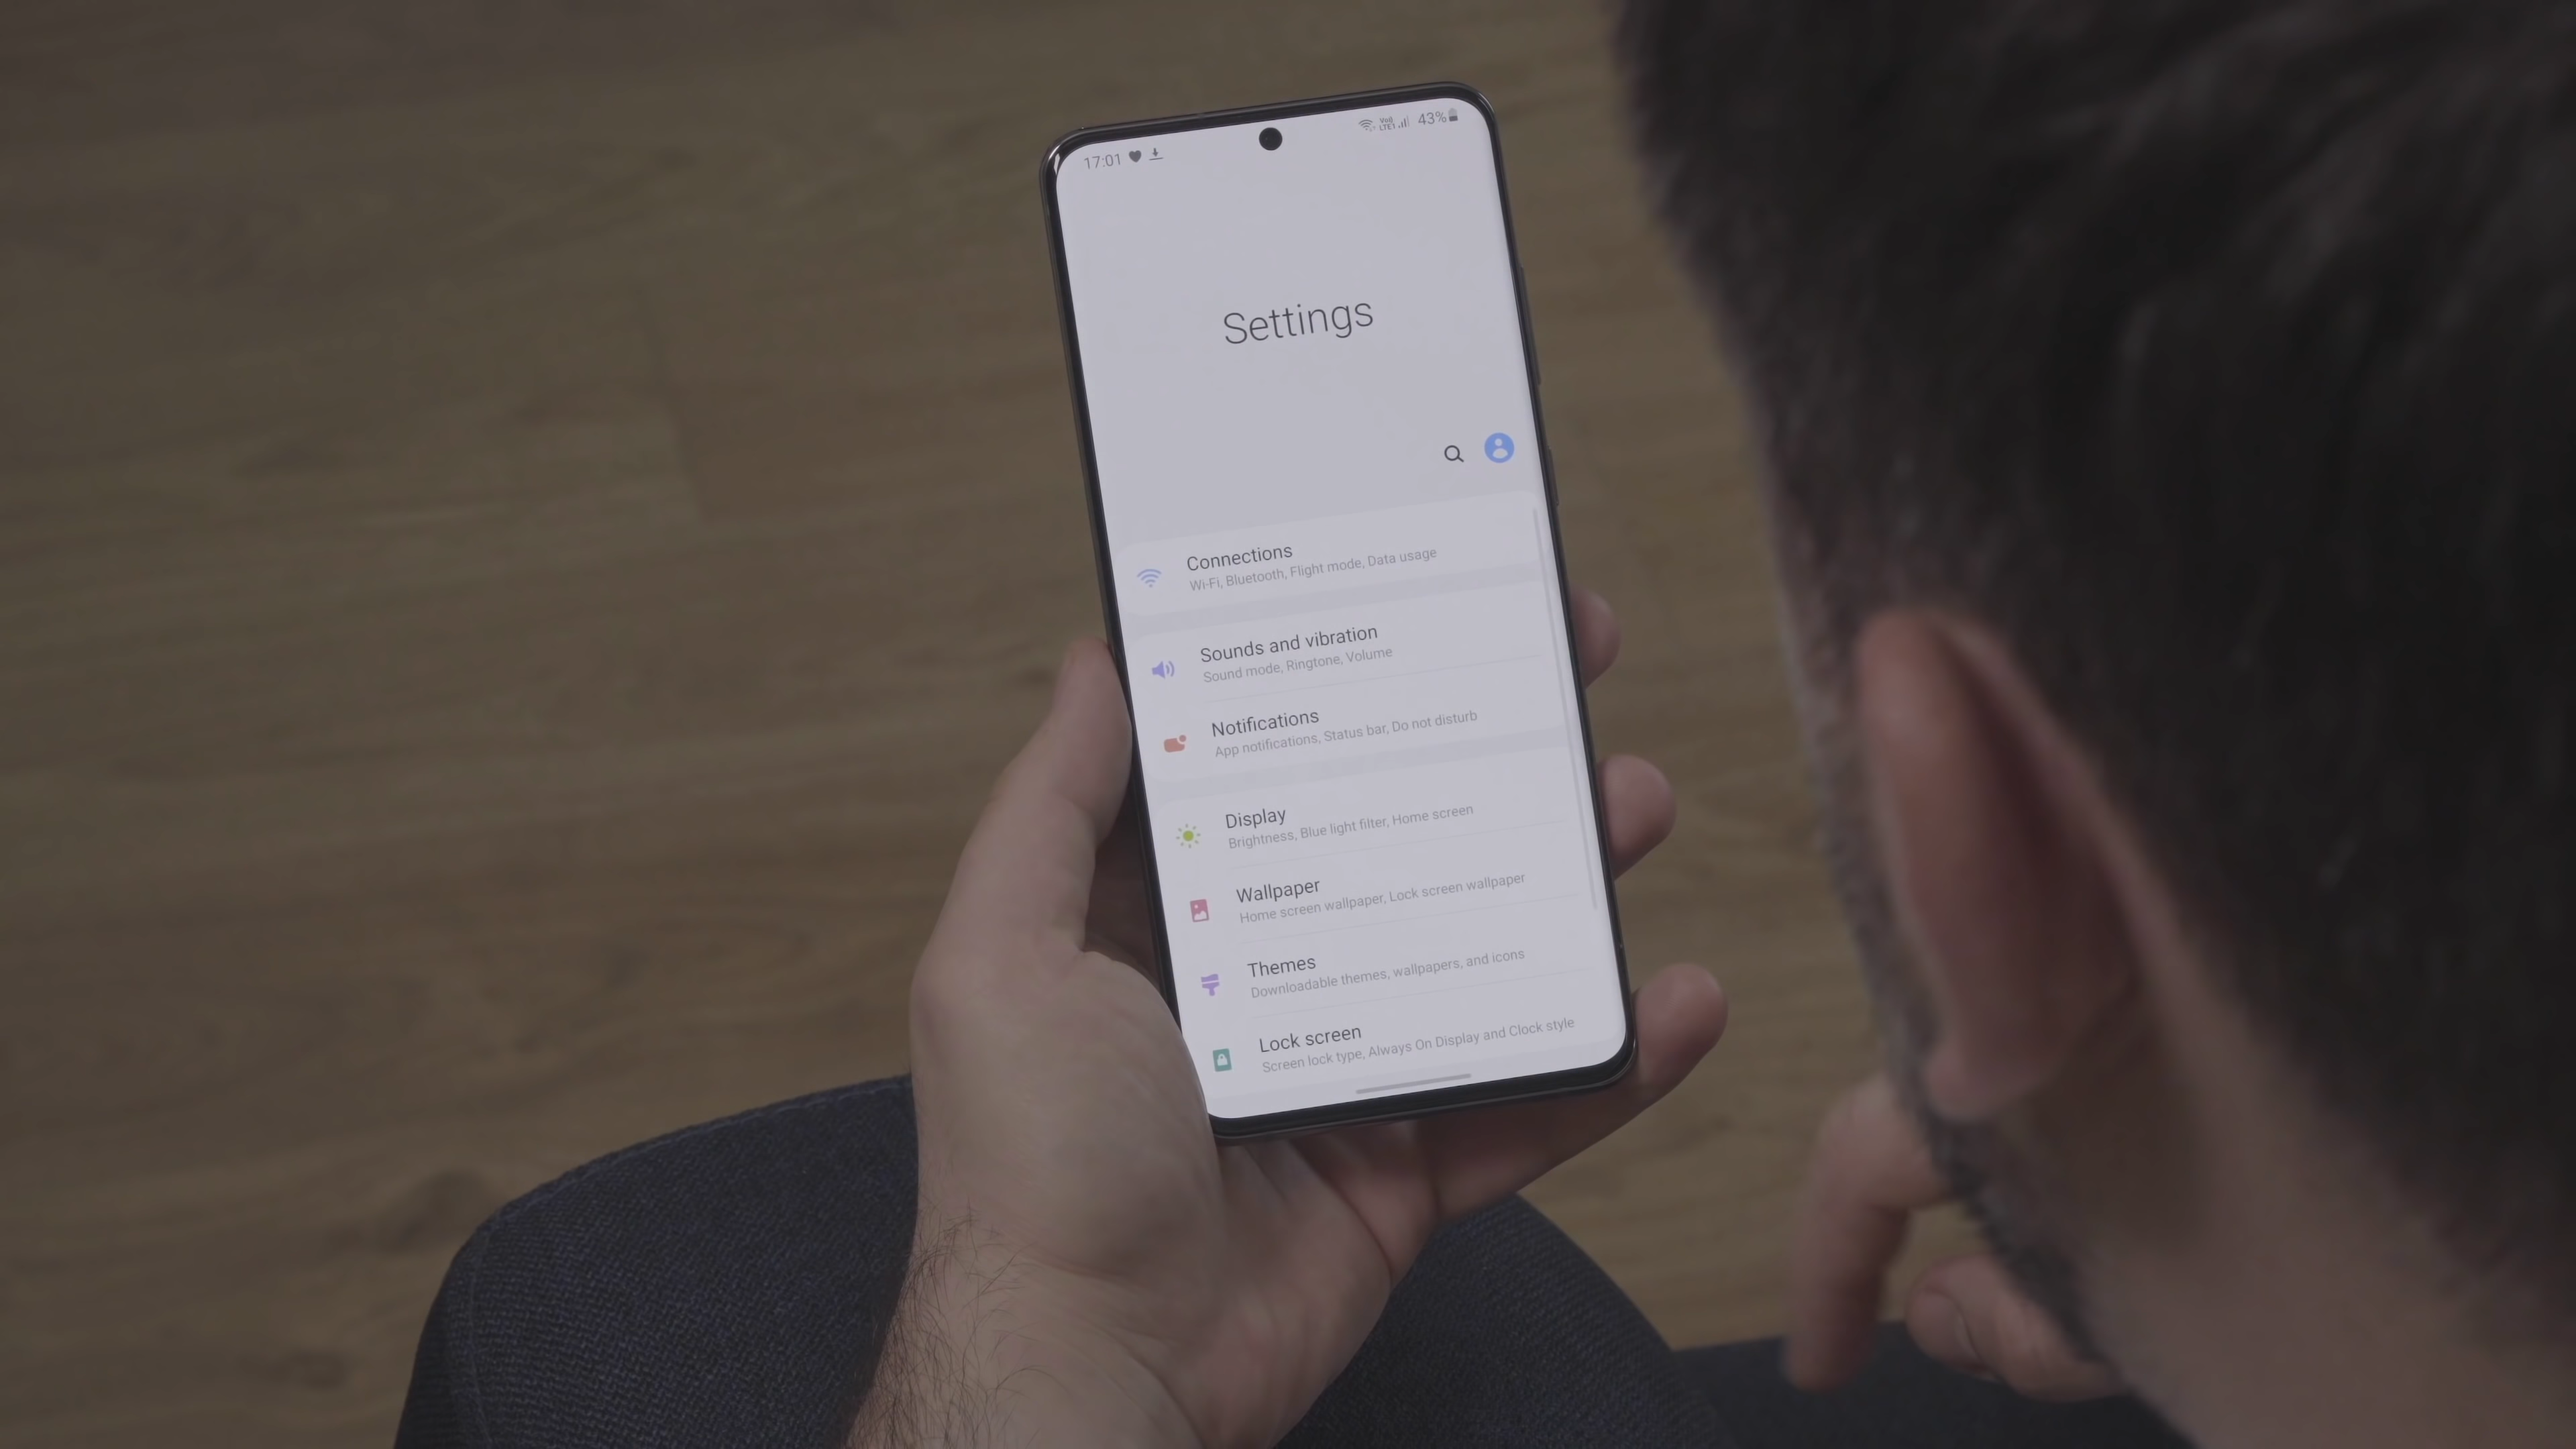 17:01
Vo)) LTE1 43%
Settings
Connections
Wi-Fi, Bluetooth, Flight mode, Data usage
Sounds and vibration
Sound mode, Ringtone, Volume
Notifications
App notifications, Status bar, Do not disturb
Display
Brightness, Blue light filter, Home screen
Wallpaper
Home screen wallpaper, Lock screen wallpaper
Themes
Downloadable themes, wallpapers, and icons
Lock screen
Screen lock type, Always On Display and Clock style